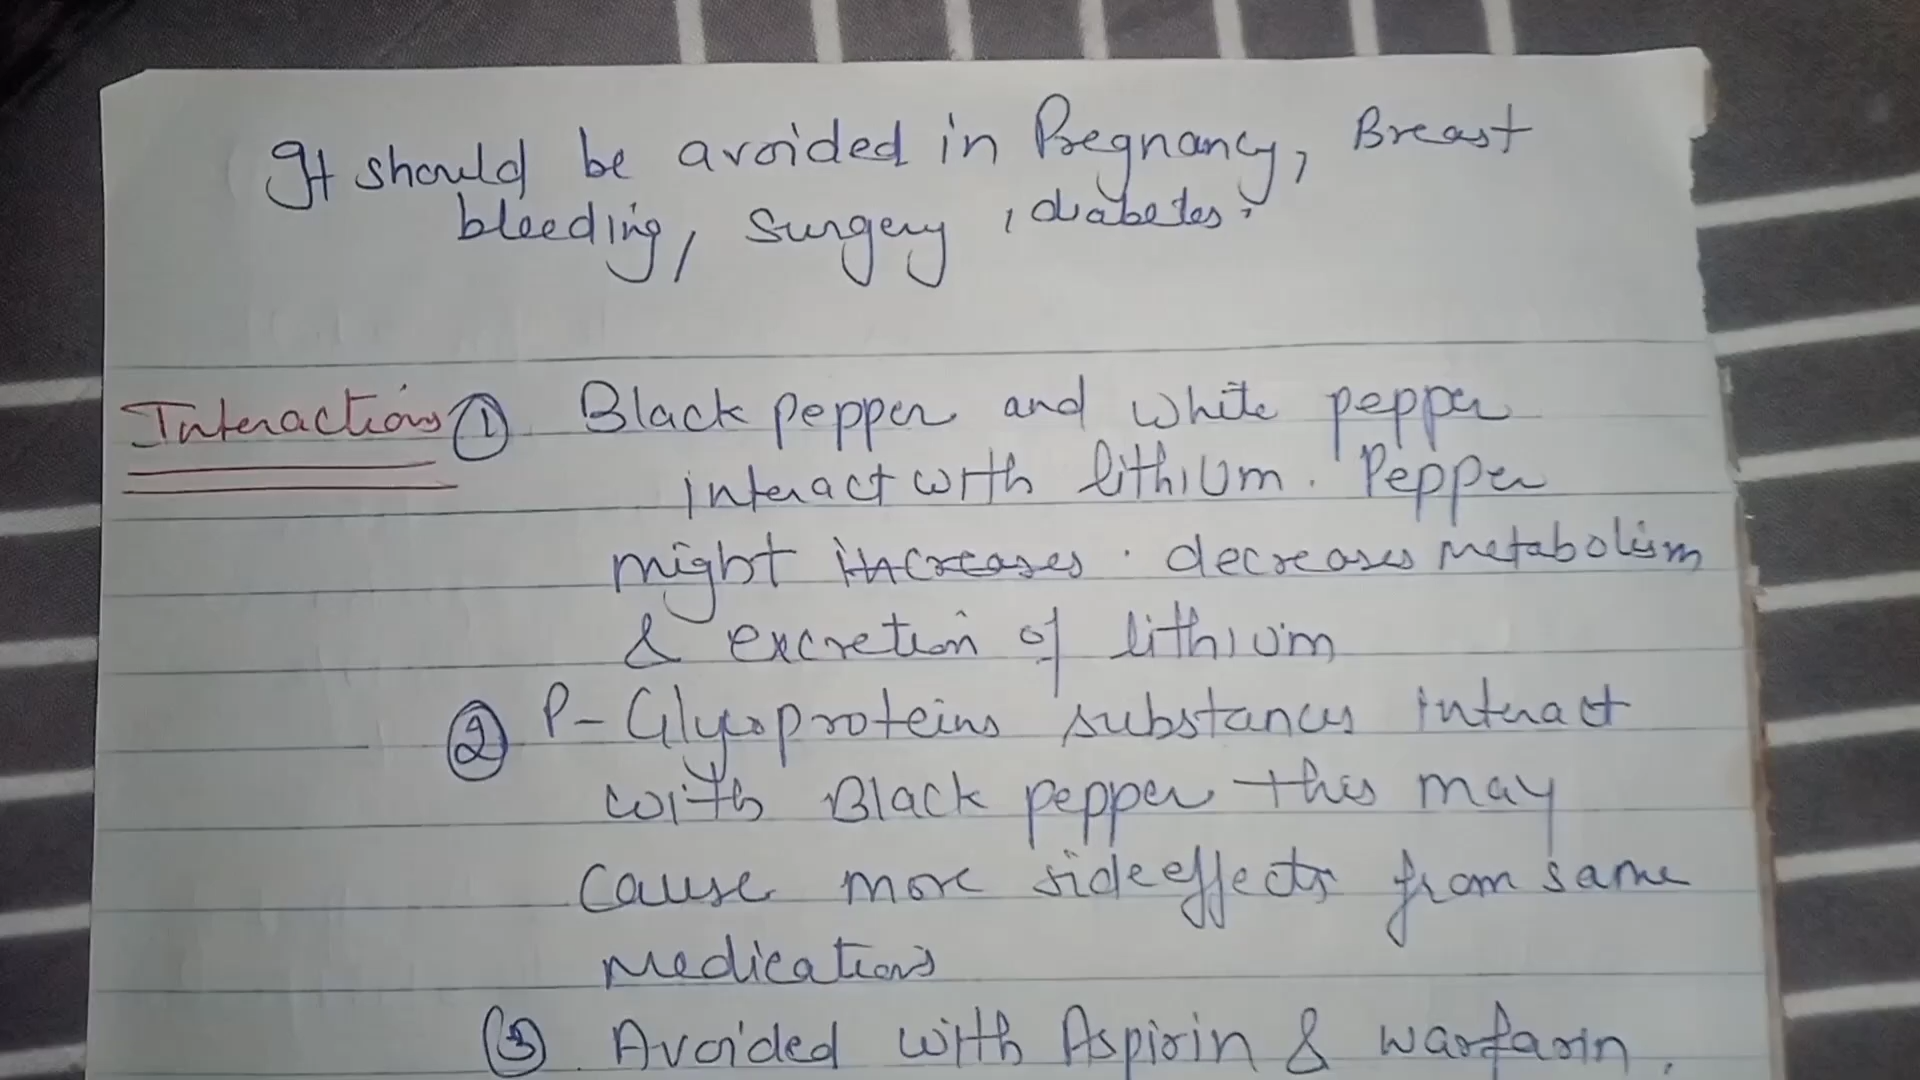 It should be avoided in Pregnancy, Breast
bleeding, surgery, diabetes.
Interactions ① Black pepper and white pepper
interact with lithium. Pepper
might increases. decreases metabolism
& excretion of lithium
② P-Glycoproteins substances interact
with Black pepper this may
cause more side effects from same
medications
③ Avoided with Aspirin & warfarin.